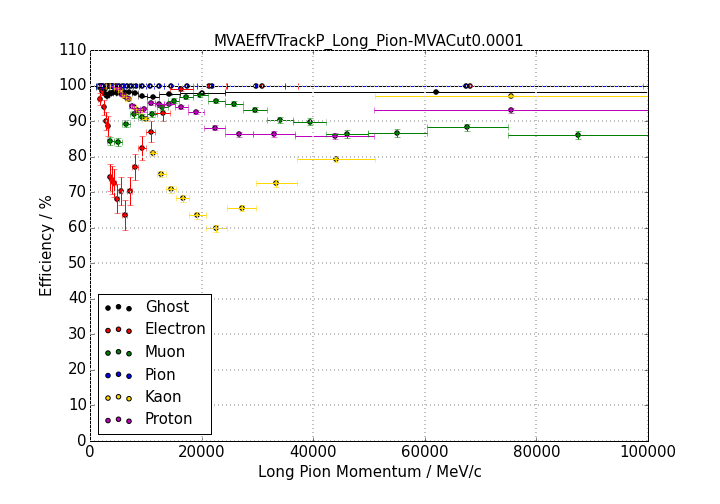 MVAEffVTrackP_Long_Pion-MVACut0.0001
110
100
90
80
70
60
50
40
30
20
10
0
Efficiency / %
Ghost
Electron
Muon
Pion
Kaon
Proton
0 20000 40000 60000 80000 100000
Long Pion Momentum / MeV/c